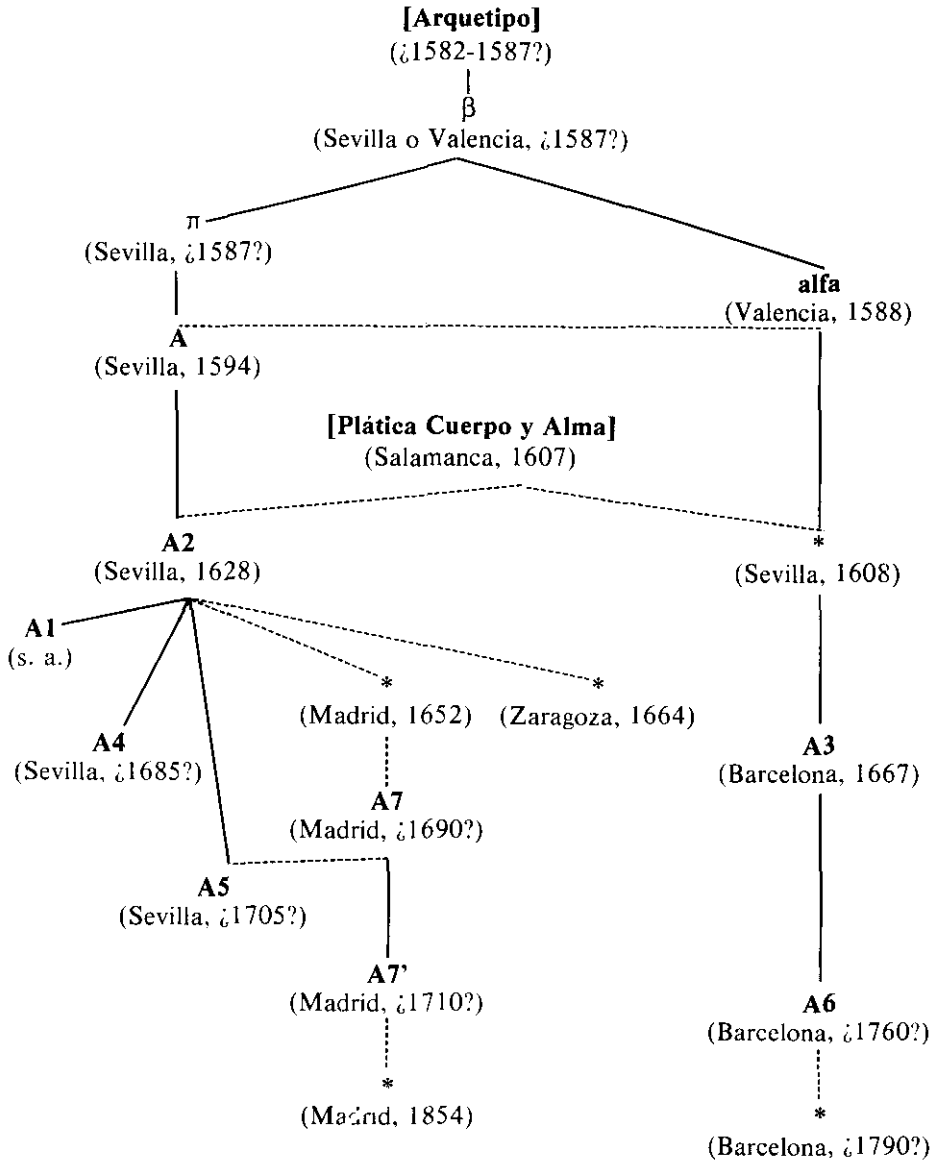 [Arquetipo]
(¿1582-1587?)
β
(Sevilla o Valencia, ¿1587?)
π
(Sevilla, ¿1587?)
alfa
(Valencia, 1588)
A
(Sevilla, 1594)
[Plática Cuerpo y Alma]
(Salamanca, 1607)
A2
(Sevilla, 1628)
*
(Sevilla, 1608)
A1
(s. a.)
*
(Madrid, 1652)
*
(Zaragoza, 1664)
A4
(Sevilla, ¿1685?)
A3
(Barcelona, 1667)
A7
(Madrid, ¿1690?)
A5
(Sevilla, ¿1705?)
A7'
(Madrid, ¿1710?)
A6
(Barcelona, ¿1760?)
*
(Madrid, 1854)
*
(Barcelona, ¿1790?)